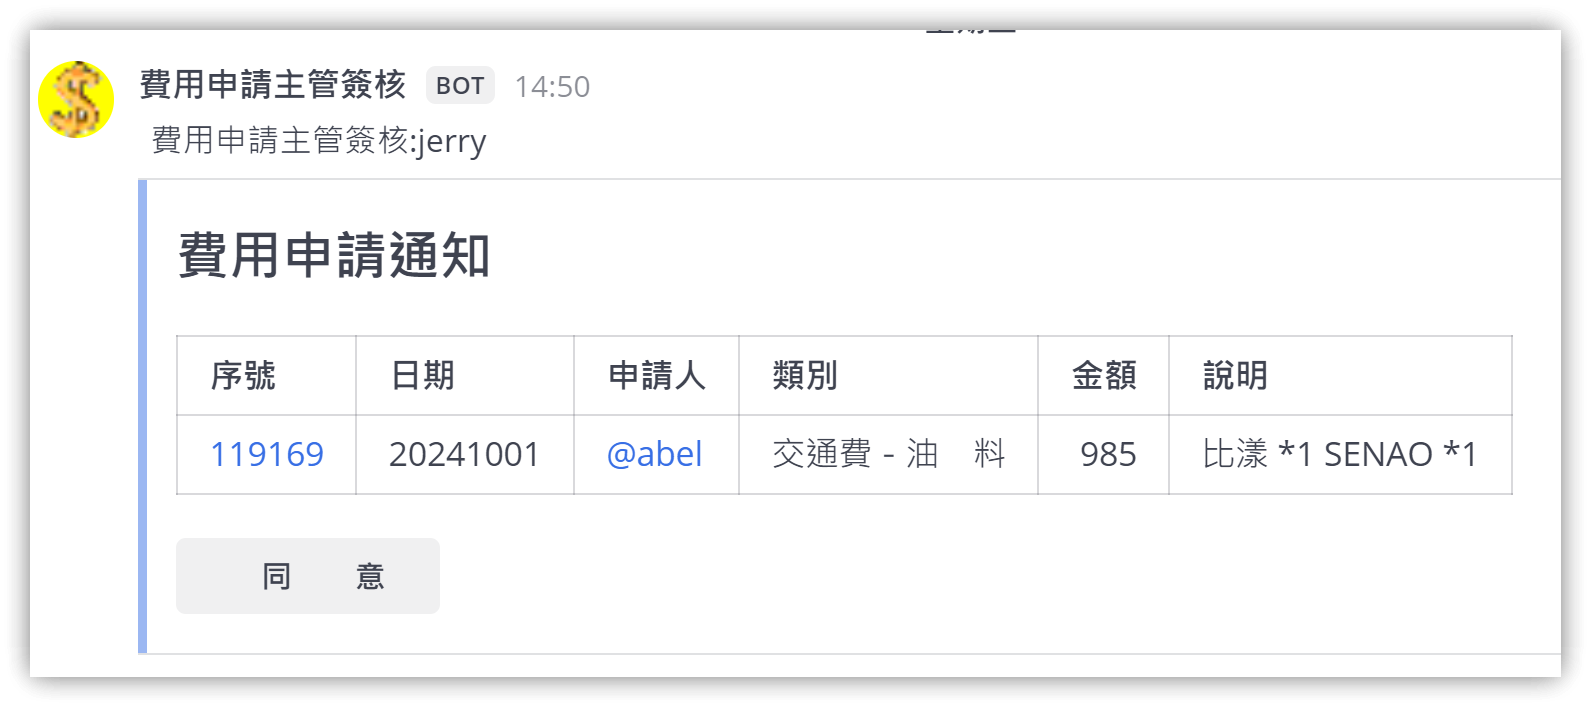 費用申請主管簽核 BOT 14:50
費用申請主管簽核:jerry
費用申請通知
序號 日期 申請人 類別 金額 說明
119169 20241001 @abel 交通費 - 油　料 985 比漾 *1 SENAO *1
同　　意